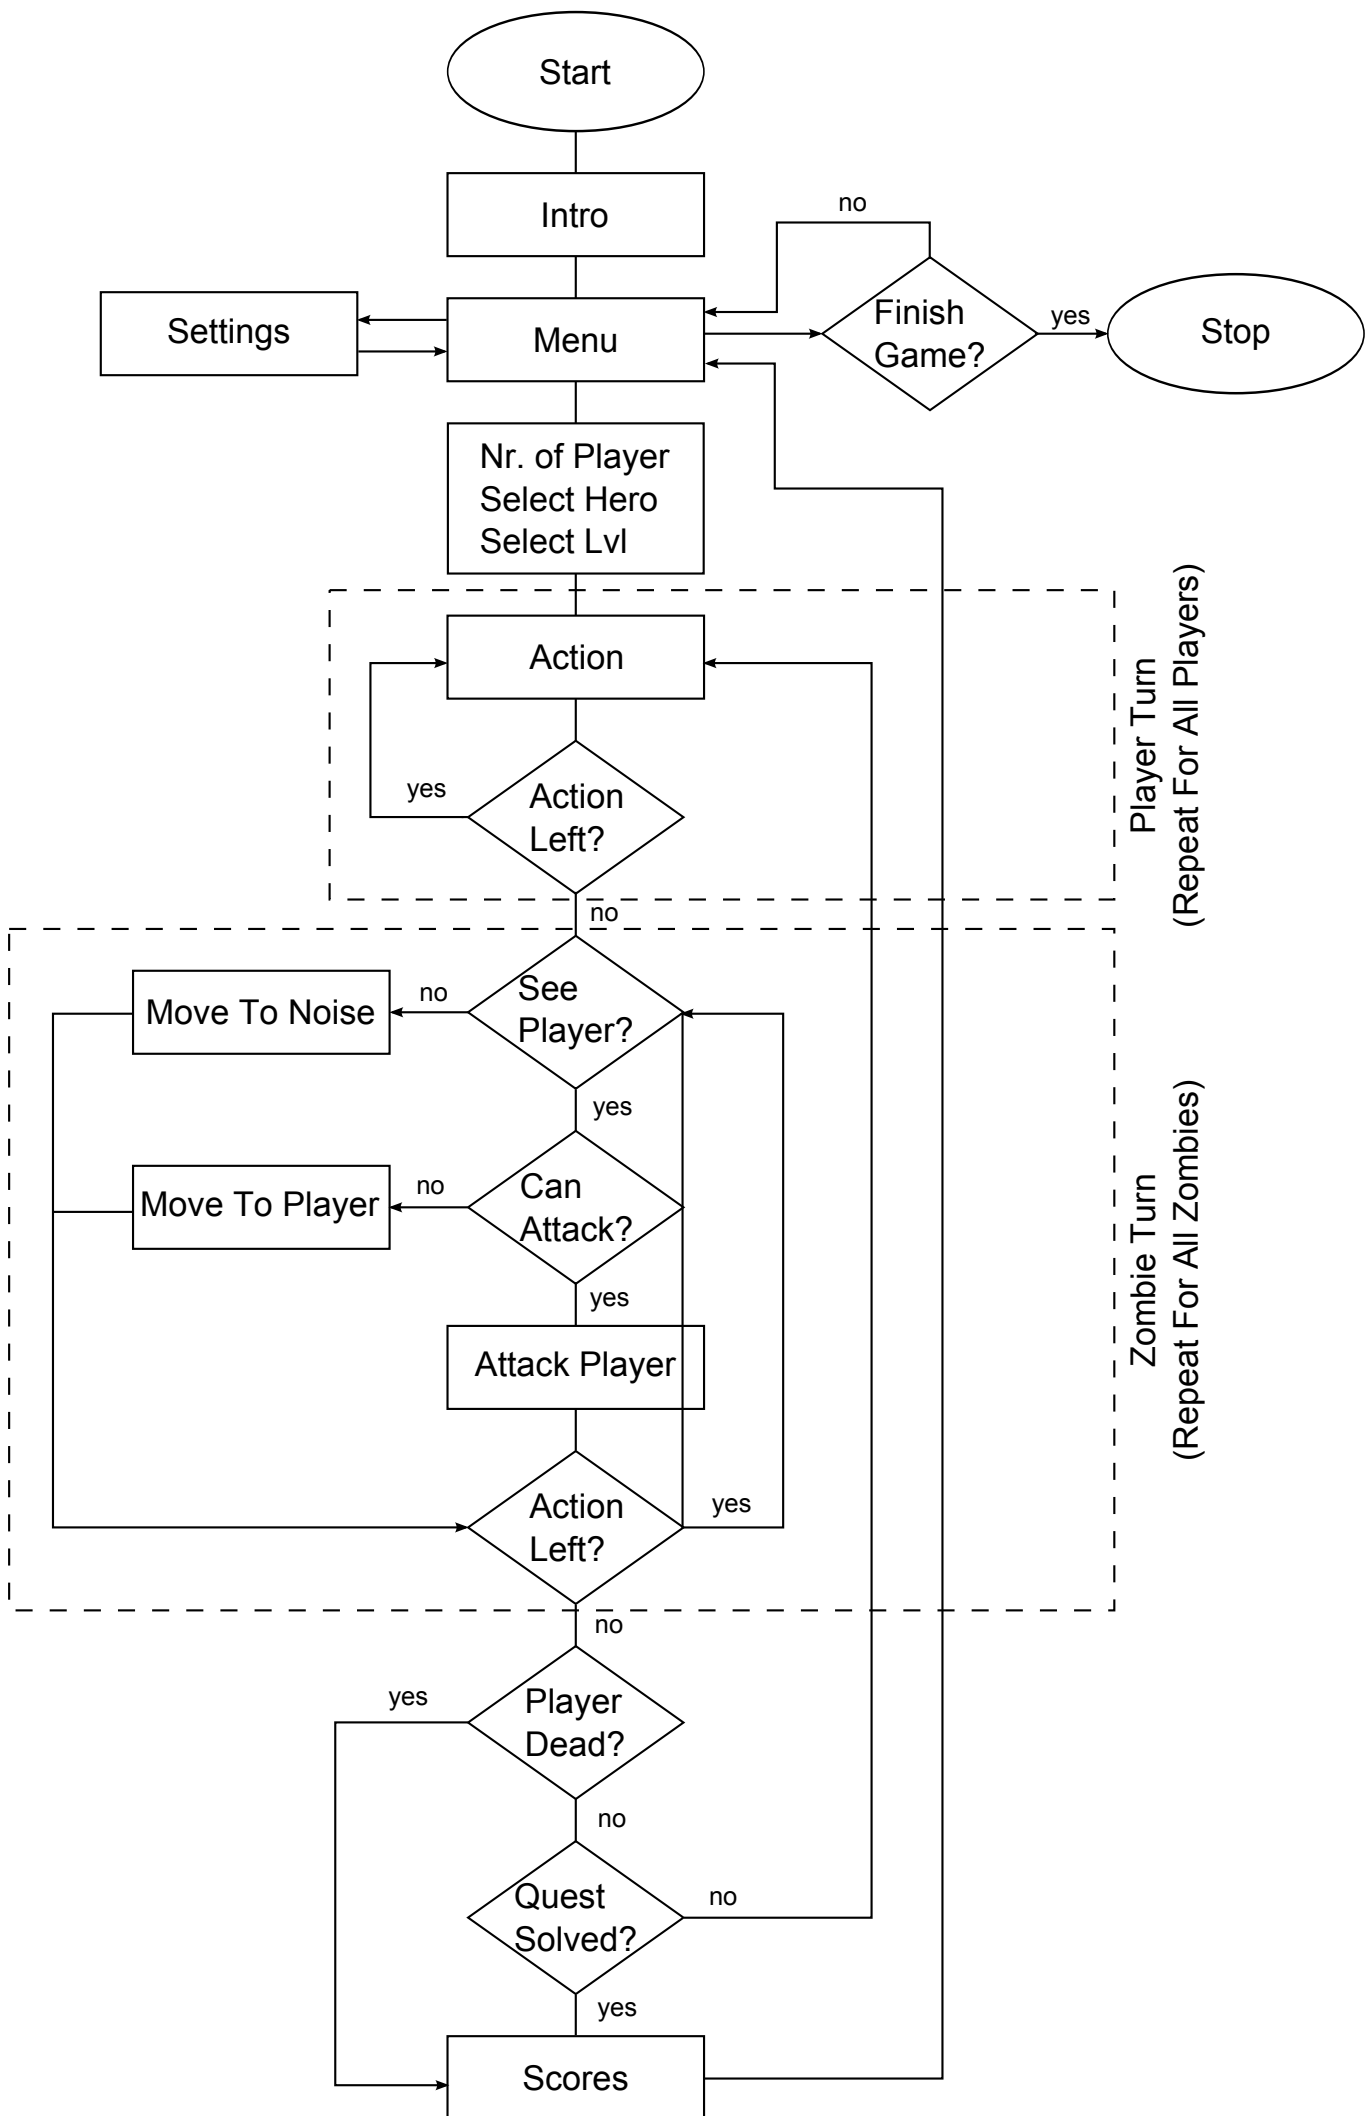 Start
Intro
no
Settings
Menu
Finish
Game?
yes
Stop
Nr. of Player
Select Hero
Select Lvl
Action
yes
Action
Left?
Player Turn
(Repeat For All Players)
no
Move To Noise
no
See
Player?
yes
Move To Player
no
Can
Attack?
yes
Attack Player
Zombie Turn
(Repeat For All Zombies)
Action
Left?
yes
no
yes
Player
Dead?
no
Quest
Solved?
no
yes
Scores